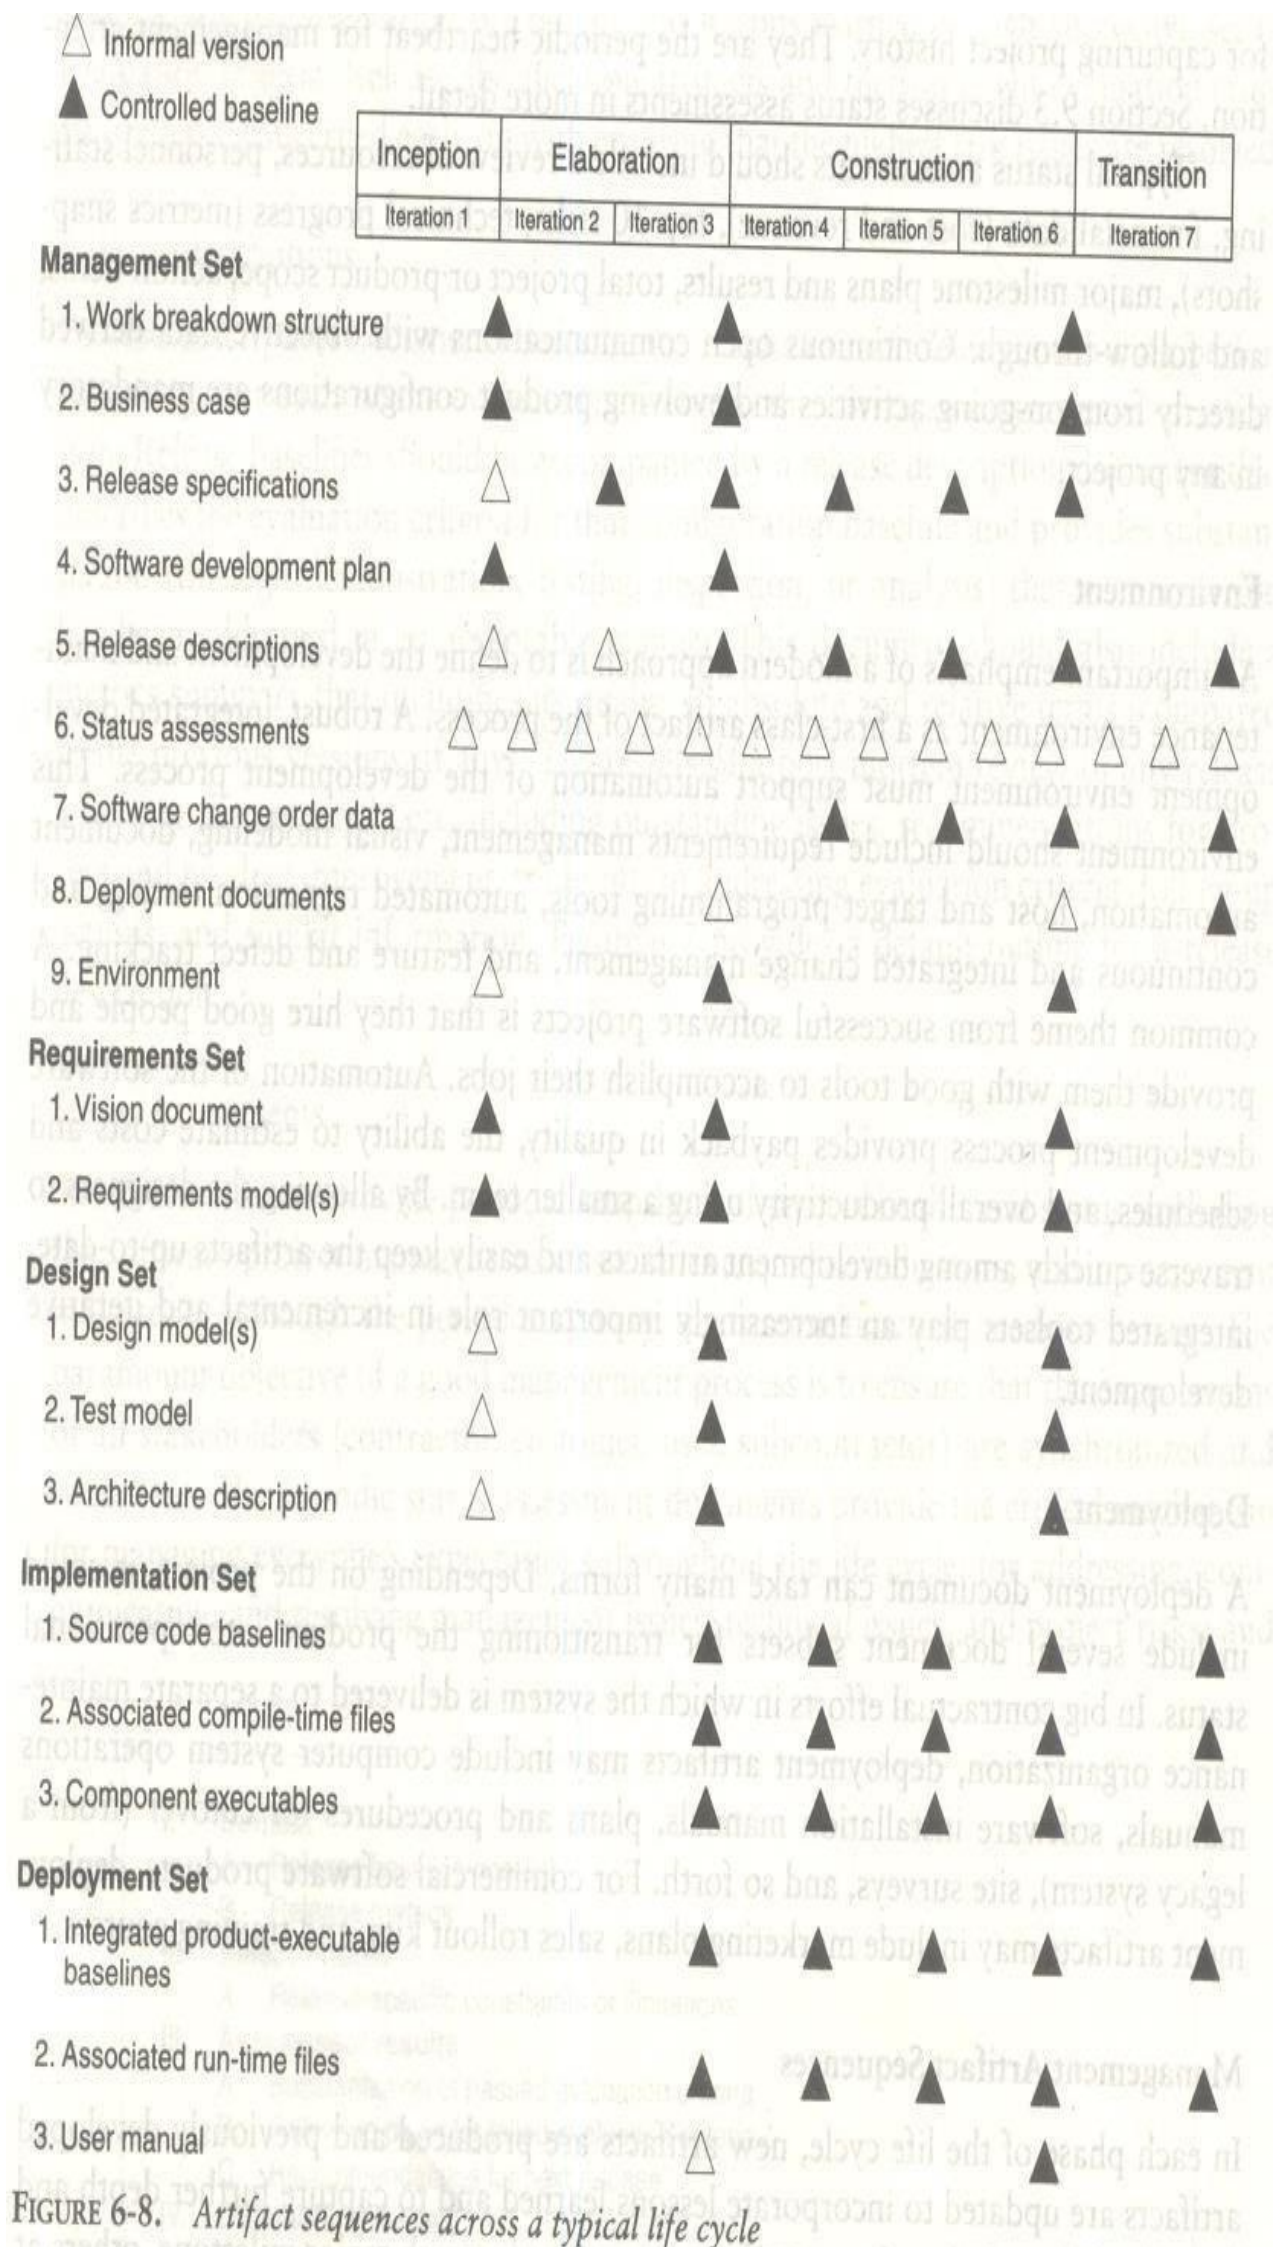 Informal version
Controlled baseline
Inception Elaboration Construction Transition
Iteration 1 Iteration 2 Iteration 3 Iteration 4 Iteration 5 Iteration 6 Iteration 7
Management Set
1. Work breakdown structure
2. Business case
3. Release specifications
4. Software development plan
5. Release descriptions
6. Status assessments
7. Software change order data
8. Deployment documents
9. Environment
Requirements Set
1. Vision document
2. Requirements model(s)
Design Set
1. Design model(s)
2. Test model
3. Architecture description
Implementation Set
1. Source code baselines
2. Associated compile-time files
3. Component executables
Deployment Set
1. Integrated product-executable
baselines
2. Associated run-time files
3. User manual
FIGURE 6-8. Artifact sequences across a typical life cycle